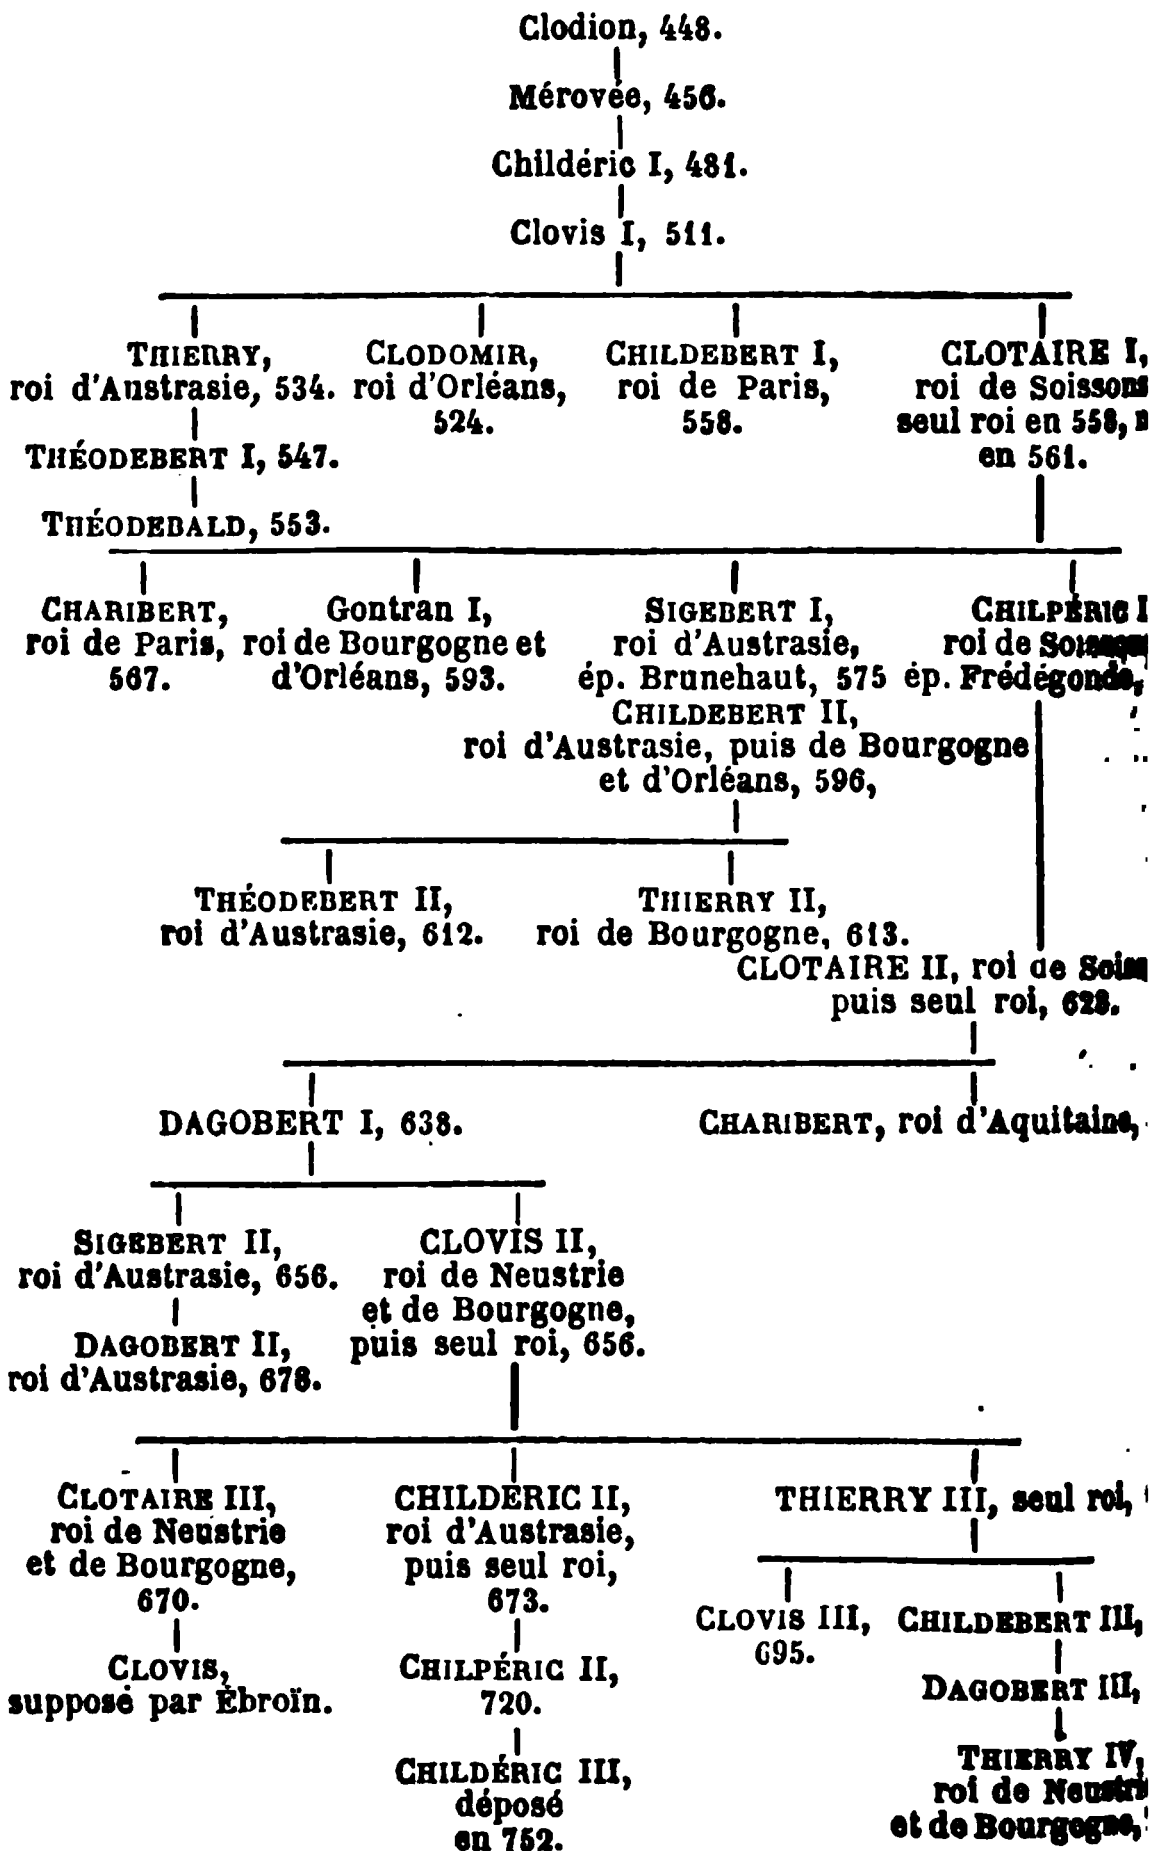 Clodion, 448.
Mérovée, 456.
Childéric I, 481.
Clovis I, 511.
THIERRY,
roi d'Austrasie, 534.
CLODOMIR,
roi d'Orléans,
524.
CHILDEBERT I,
roi de Paris,
558.
CLOTAIRE I,
roi de Soissons
seul roi en 558,
en 561.
THÉODEBERT I, 547.
THÉODEBALD, 553.
CHARIBERT,
roi de Paris,
567.
Gontran I,
roi de Bourgogne et
d'Orléans, 593.
SIGEBERT I,
roi d'Austrasie,
ép. Brunehaut, 575
CHILPÉRIC I
roi de
ép. Frédégonde,
CHILDEBERT II,
roi d'Austrasie, puis de Bourgogne
et d'Orléans, 596,
THÉODEBERT II,
roi d'Austrasie, 612.
THIERRY II,
roi de Bourgogne, 613.
CLOTAIRE II, roi de
puis seul roi, 628.
DAGOBERT I, 638.
CHARIBERT, roi d'Aquitaine,
SIGEBERT II,
roi d'Austrasie, 656.
CLOVIS II,
roi de Neustrie
et de Bourgogne,
puis seul roi, 656.
DAGOBERT II,
roi d'Austrasie, 678.
CLOTAIRE III,
roi de Neustrie
et de Bourgogne,
670.
CHILDERIC II,
roi d'Austrasie,
puis seul roi,
673.
THIERRY III, seul roi,
CLOVIS III,
695.
CHILDEBERT III,
CLOVIS,
supposé par Ébroïn.
CHILPÉRIC II,
720.
DAGOBERT III,
CHILDÉRIC III,
déposé
en 752.
THIERRY IV,
roi de
et de Bourgogne,